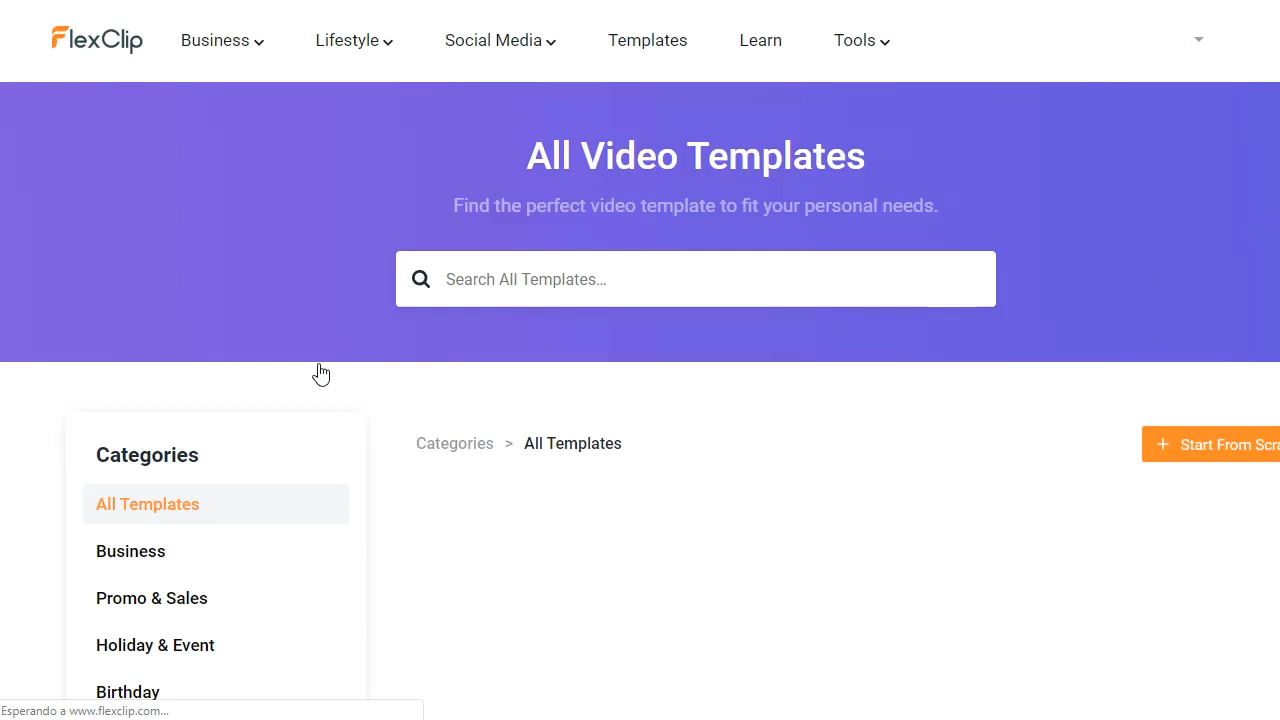 FlexClip Business Lifestyle Social Media Templates Learn Tools
All Video Templates
Find the perfect video template to fit your personal needs.
Search All Templates...
Categories > All Templates
+ Start From
Categories
All Templates
Business
Promo & Sales
Holiday & Event
Birthday
Esperando a www.flexclip.com...